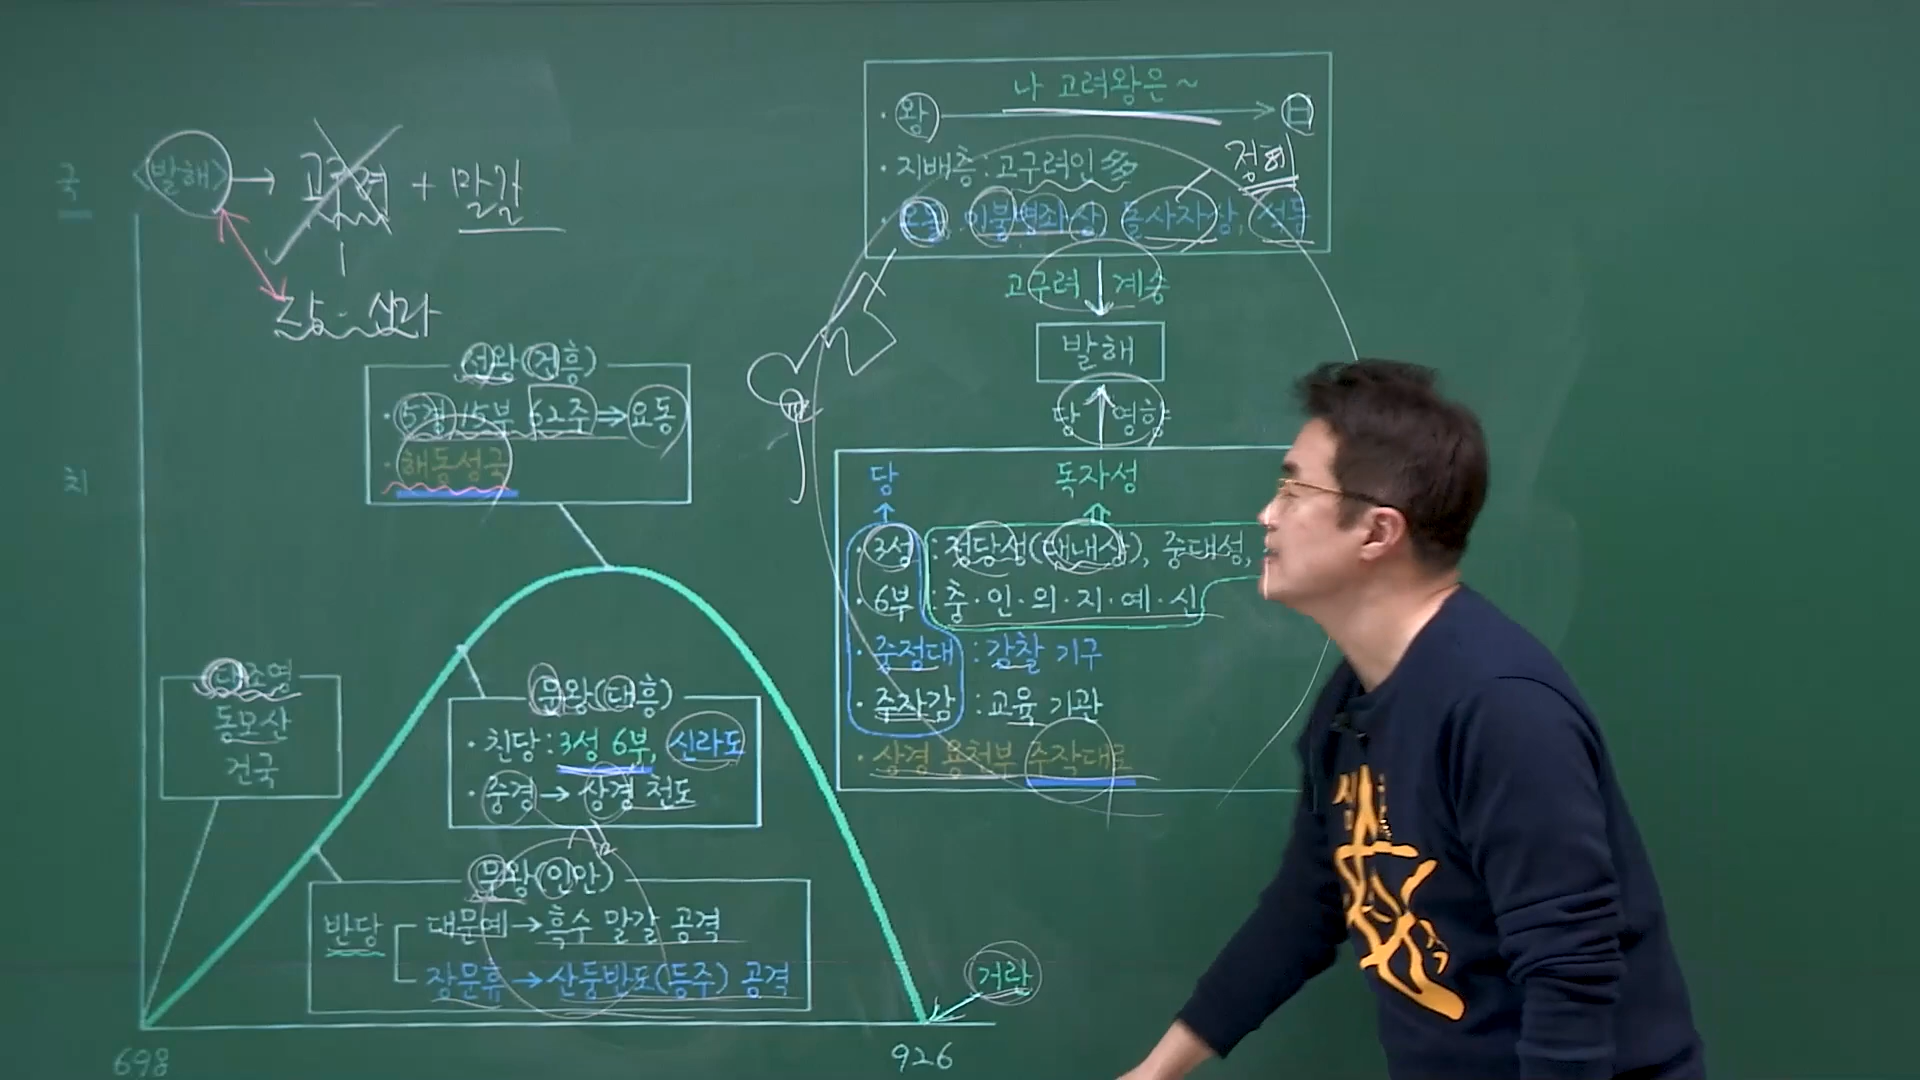 <발해> → 고구려 + 말갈
당 - 신라
치
선왕(건흥)
· 5경 15부 62주 → 요동
· 해동성국
대조영
동모산
건국
문왕(대흥)
· 친당 : 3성 6부, 신라도
· 중경 → 상경 천도
무왕(인안)
반당
대문예 → 흑수 말갈 공격
장문휴 → 산둥반도(등주) 공격
거란
698
926
나 고려왕은 ~
· 왕 → 日
· 지배층 : 고구려인 多
정혜
· 온돌, 이불병좌상, 돌사자상, 석등
고구려 계승
발해
당 영향
당
독자성
· 3성 : 정당성(대내상), 중대성,
· 6부 : 충·인·의·지·예·신
· 중정대 : 감찰 기구
· 주자감 : 교육 기관
· 상경 용천부 주작대로